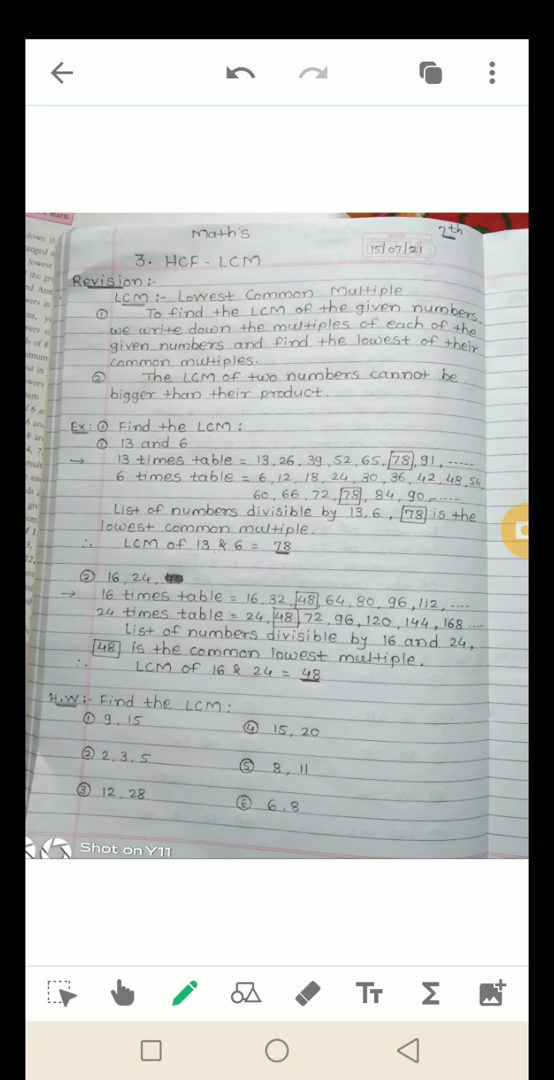 Math's
7th
15/07/21
3. HCF - LCM
Revision :-
LCM :- Lowest Common Multiple
① To find the LCM of the given numbers,
we write down the multiples of each of the
given numbers and find the lowest of their
common multiples.
② The LCM of two numbers cannot be
bigger than their product.
Ex: ① Find the LCM :
① 13 and 6
→ 13 times table = 13, 26, 39, 52, 65, 78, 91, .....
6 times table = 6, 12, 18, 24, 30, 36, 42, 48, 54,
60, 66, 72, 78, 84, 90, .....
List of numbers divisible by 13, 6, 78 is the
lowest common multiple.
∴ LCM of 13 & 6 = 78
② 16, 24,
→ 16 times table = 16, 32, 48, 64, 80, 96, 112, ....
24 times table = 24, 48, 72, 96, 120, 144, 168 ....
List of numbers divisible by 16 and 24,
48 is the common lowest multiple.
∴ LCM of 16 & 24 = 48
H.W :- Find the LCM :
① 9, 15
④ 15, 20
② 2, 3, 5
⑤ 8, 11
③ 12, 28
⑥ 6, 8
Shot on Y11
Tт
Σ